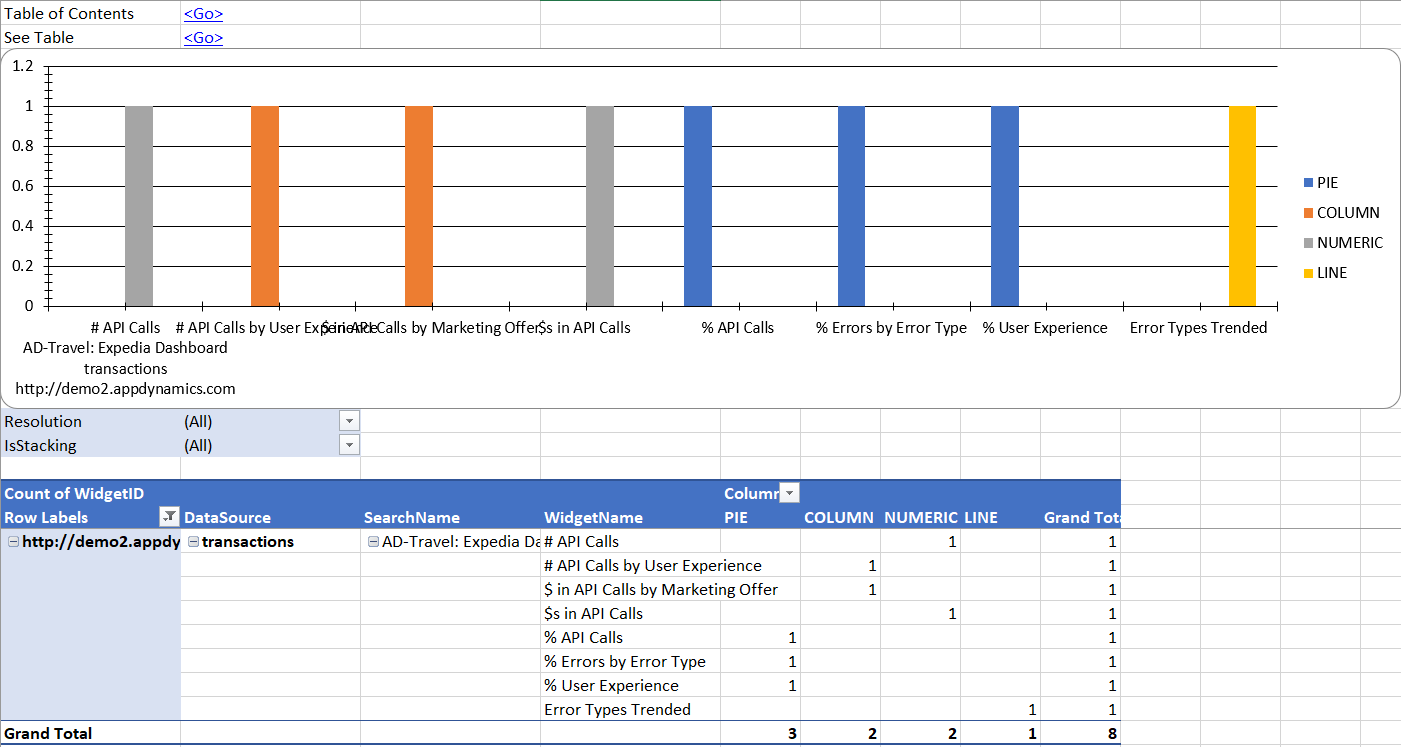 Table of Contents <Go>
See Table <Go>
1.2
1
0.8
0.6
0.4
0.2
0
PIE
COLUMN
NUMERIC
LINE
# API Calls # API Calls by User Experience $ in API Calls by Marketing Offer $s in API Calls % API Calls % Errors by Error Type % User Experience Error Types Trended
AD-Travel: Expedia Dashboard
transactions
http://demo2.appdynamics.com
Resolution (All)
IsStacking (All)
Count of WidgetID Column
Row Labels DataSource SearchName WidgetName PIE COLUMN NUMERIC LINE Grand Tot
http://demo2.appdy transactions AD-Travel: Expedia Da # API Calls 1 1
# API Calls by User Experience 1 1
$ in API Calls by Marketing Offer 1 1
$s in API Calls 1 1
% API Calls 1 1
% Errors by Error Type 1 1
% User Experience 1 1
Error Types Trended 1 1
Grand Total 3 2 2 1 8